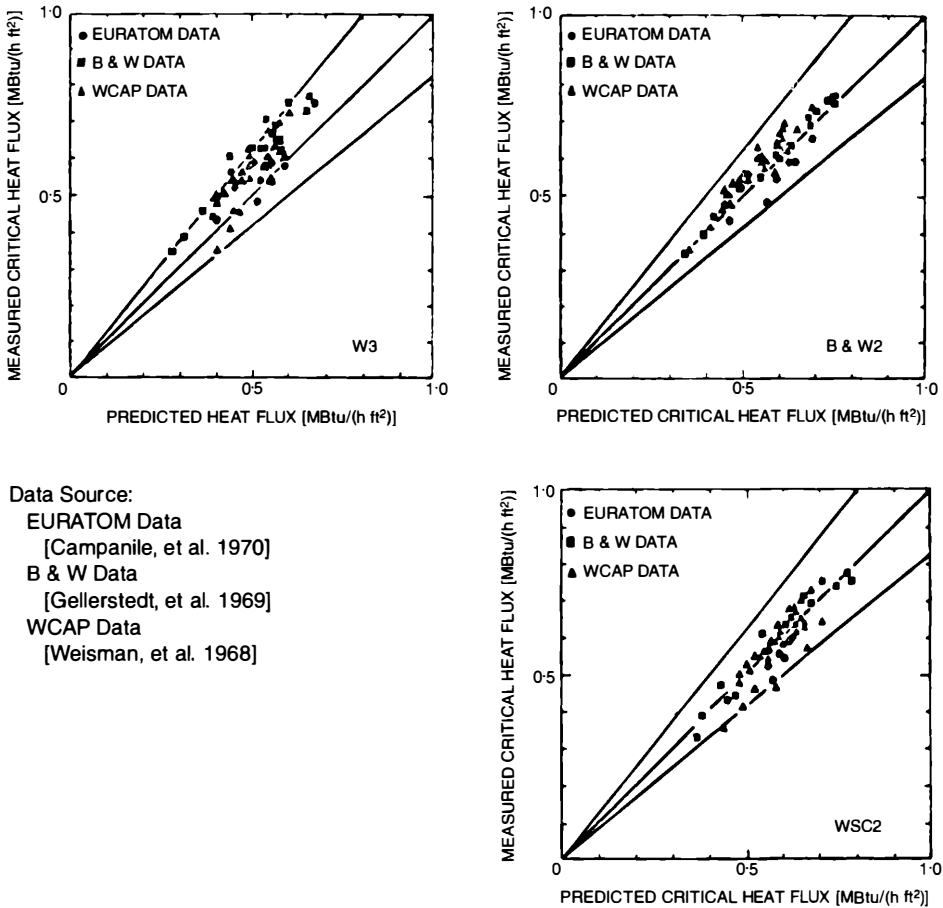 MEASURED CRITICAL HEAT FLUX [MBtu/(h ft²)]
1·0
EURATOM DATA
B & W DATA
WCAP DATA
0·5
W3
0
0·5
1·0
PREDICTED HEAT FLUX [MBtu/(h ft²)]
MEASURED CRITICAL HEAT FLUX [MBtu/(h ft²)]
1·0
EURATOM DATA
B & W DATA
WCAP DATA
0·5
B & W2
0
0·5
1·0
PREDICTED CRITICAL HEAT FLUX [MBtu/(h ft²)]
Data Source:
EURATOM Data
[Campanile, et al. 1970]
B & W Data
[Gellerstedt, et al. 1969]
WCAP Data
[Weisman, et al. 1968]
MEASURED CRITICAL HEAT FLUX [MBtu/(h ft²)]
1·0
EURATOM DATA
B & W DATA
WCAP DATA
0·5
WSC2
0
0·5
1·0
PREDICTED CRITICAL HEAT FLUX [MBtu/(h ft²)]